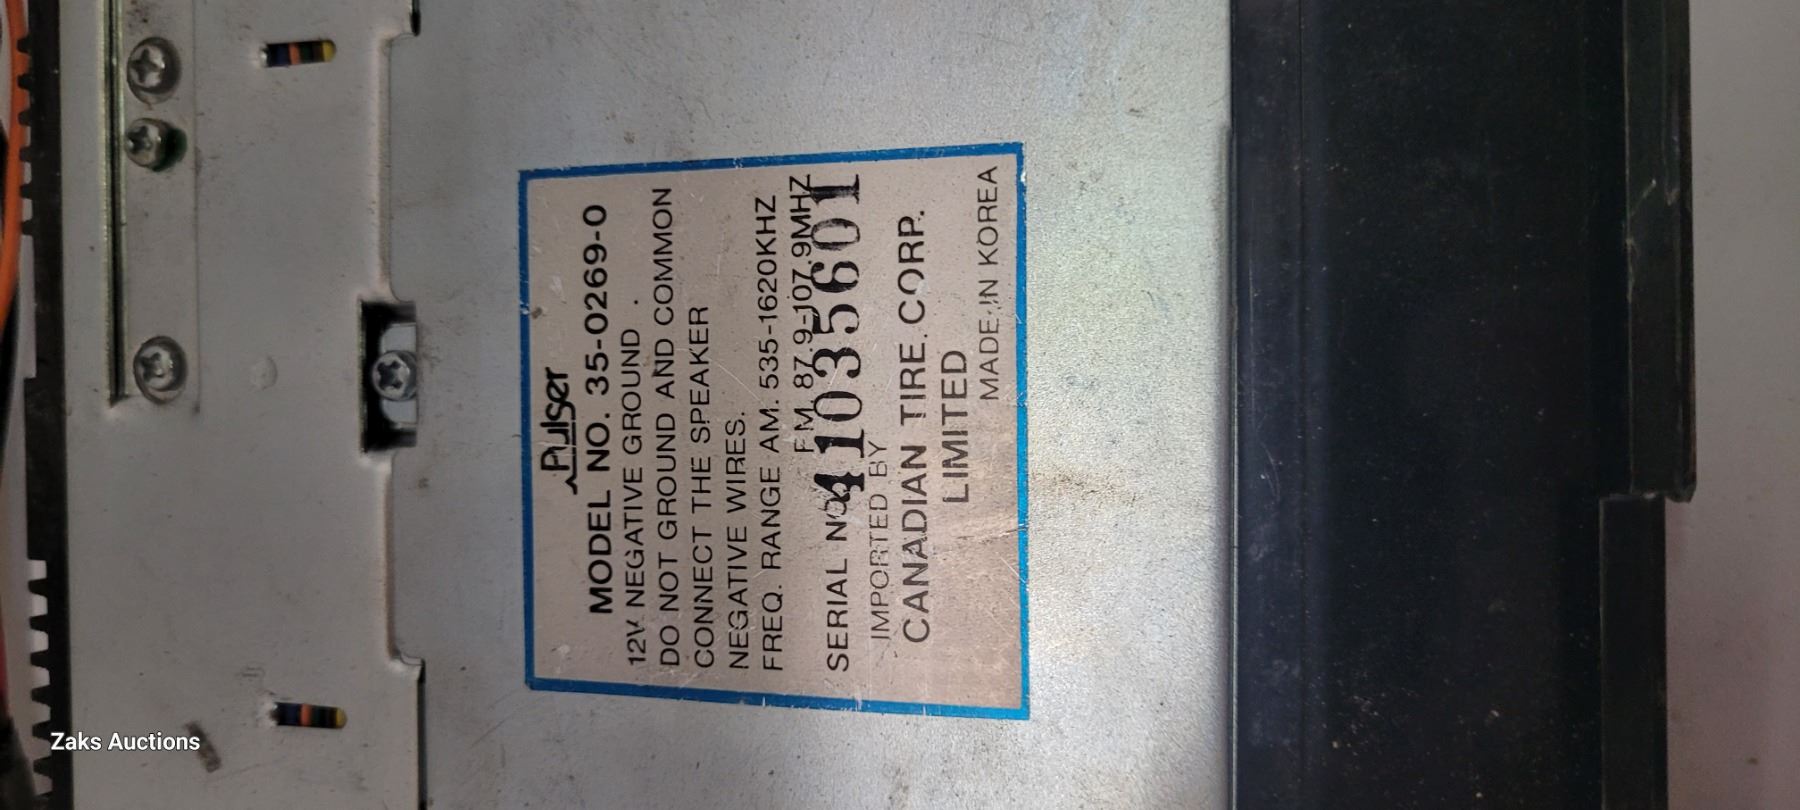 Pulser
MODEL NO. 35-0269-0
12V NEGATIVE GROUND
DO NOT GROUND AND COMMON
CONNECT THE SPEAKER
NEGATIVE WIRES.
FREQ. RANGE AM. 535-1620KHZ
FM 87.9-107.9MHZ
SERIAL NO. 41035601
IMPORTED BY
CANADIAN TIRE. CORP.
LIMITED
MADE IN KOREA
Zaks Auctions